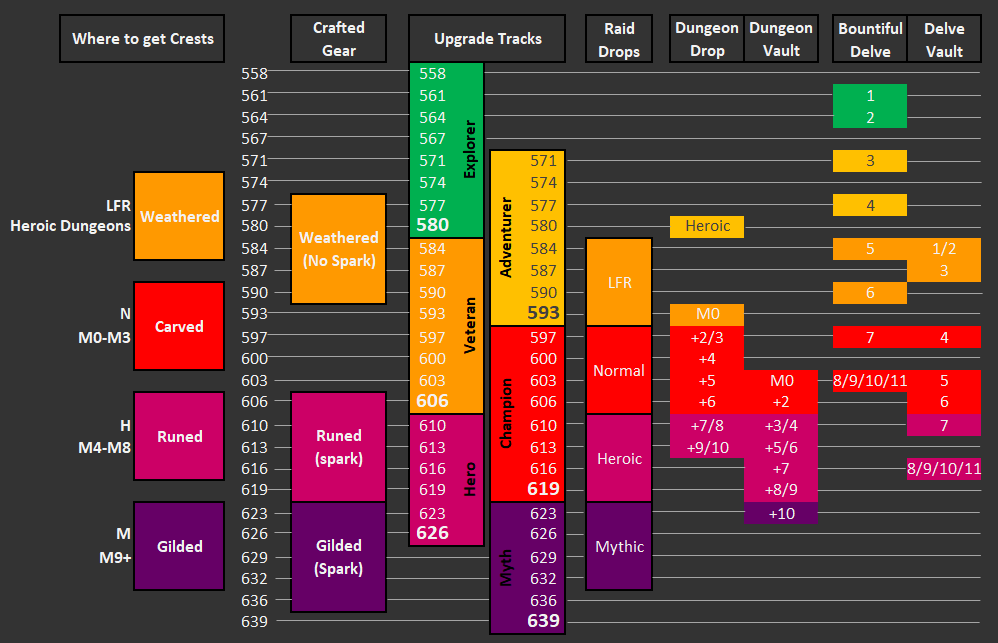 Where to get Crests
LFR
Heroic Dungeons
Weathered
N
M0-M3
Carved
H
M4-M8
Runed
M
M9+
Gilded
558
561
564
567
571
574
577
580
584
587
590
593
597
600
603
606
610
613
616
619
623
626
629
632
636
639
Crafted
Gear
Weathered
(No Spark)
Runed
(spark)
Gilded
(Spark)
Upgrade Tracks
558
561
564
567
571
574
577
580
Explorer
584
587
590
593
597
600
603
606
Veteran
610
613
616
619
623
626
Hero
Adventurer
571
574
577
580
584
587
590
593
Champion
597
600
603
606
610
613
616
619
Myth
623
626
629
632
636
639
Raid
Drops
LFR
Normal
Heroic
Mythic
Dungeon
Drop
Heroic
M0
+2/3
+4
+5
+6
+7/8
+9/10
Dungeon
Vault
M0
+2
+3/4
+5/6
+7
+8/9
+10
Bountiful
Delve
1
2
3
4
5
6
7
8/9/10/11
Delve
Vault
1/2
3
4
5
6
7
8/9/10/11